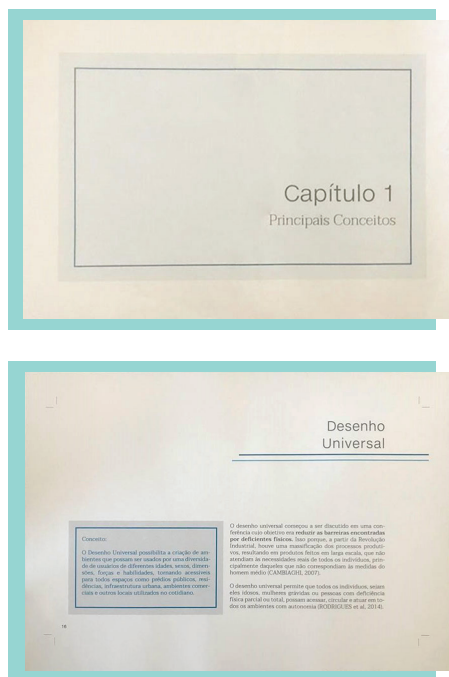 Capítulo 1
Principais Conceitos
Desenho
Universal
Conceito:
O Desenho Universal possibilita a criação de am-
bientes que possam ser usados por uma diversida-
de de usuários de diferentes idades, sexos, dimen-
sões, forças e habilidades, tornando acessíveis
para todos espaços como prédios públicos, resi-
dências, infraestrutura urbana, ambientes comer-
ciais e outros locais utilizados no cotidiano.
O desenho universal começou a ser discutido em uma con-
ferência cujo objetivo era reduzir as barreiras encontradas
por deficientes físicos. Isso porque, a partir da Revolução
Industrial, houve uma massificação dos processos produti-
vos, resultando em produtos feitos em larga escala, que não
atendiam às necessidades reais de todos os indivíduos, prin-
cipalmente daqueles que não correspondiam às medidas do
homem médio (CAMBIAGHI, 2007).
O desenho universal permite que todos os indivíduos, sejam
eles idosos, mulheres grávidas ou pessoas com deficiência
física parcial ou total, possam acessar, circular e atuar em to-
dos os ambientes com autonomia (RODRIGUES et al, 2014).